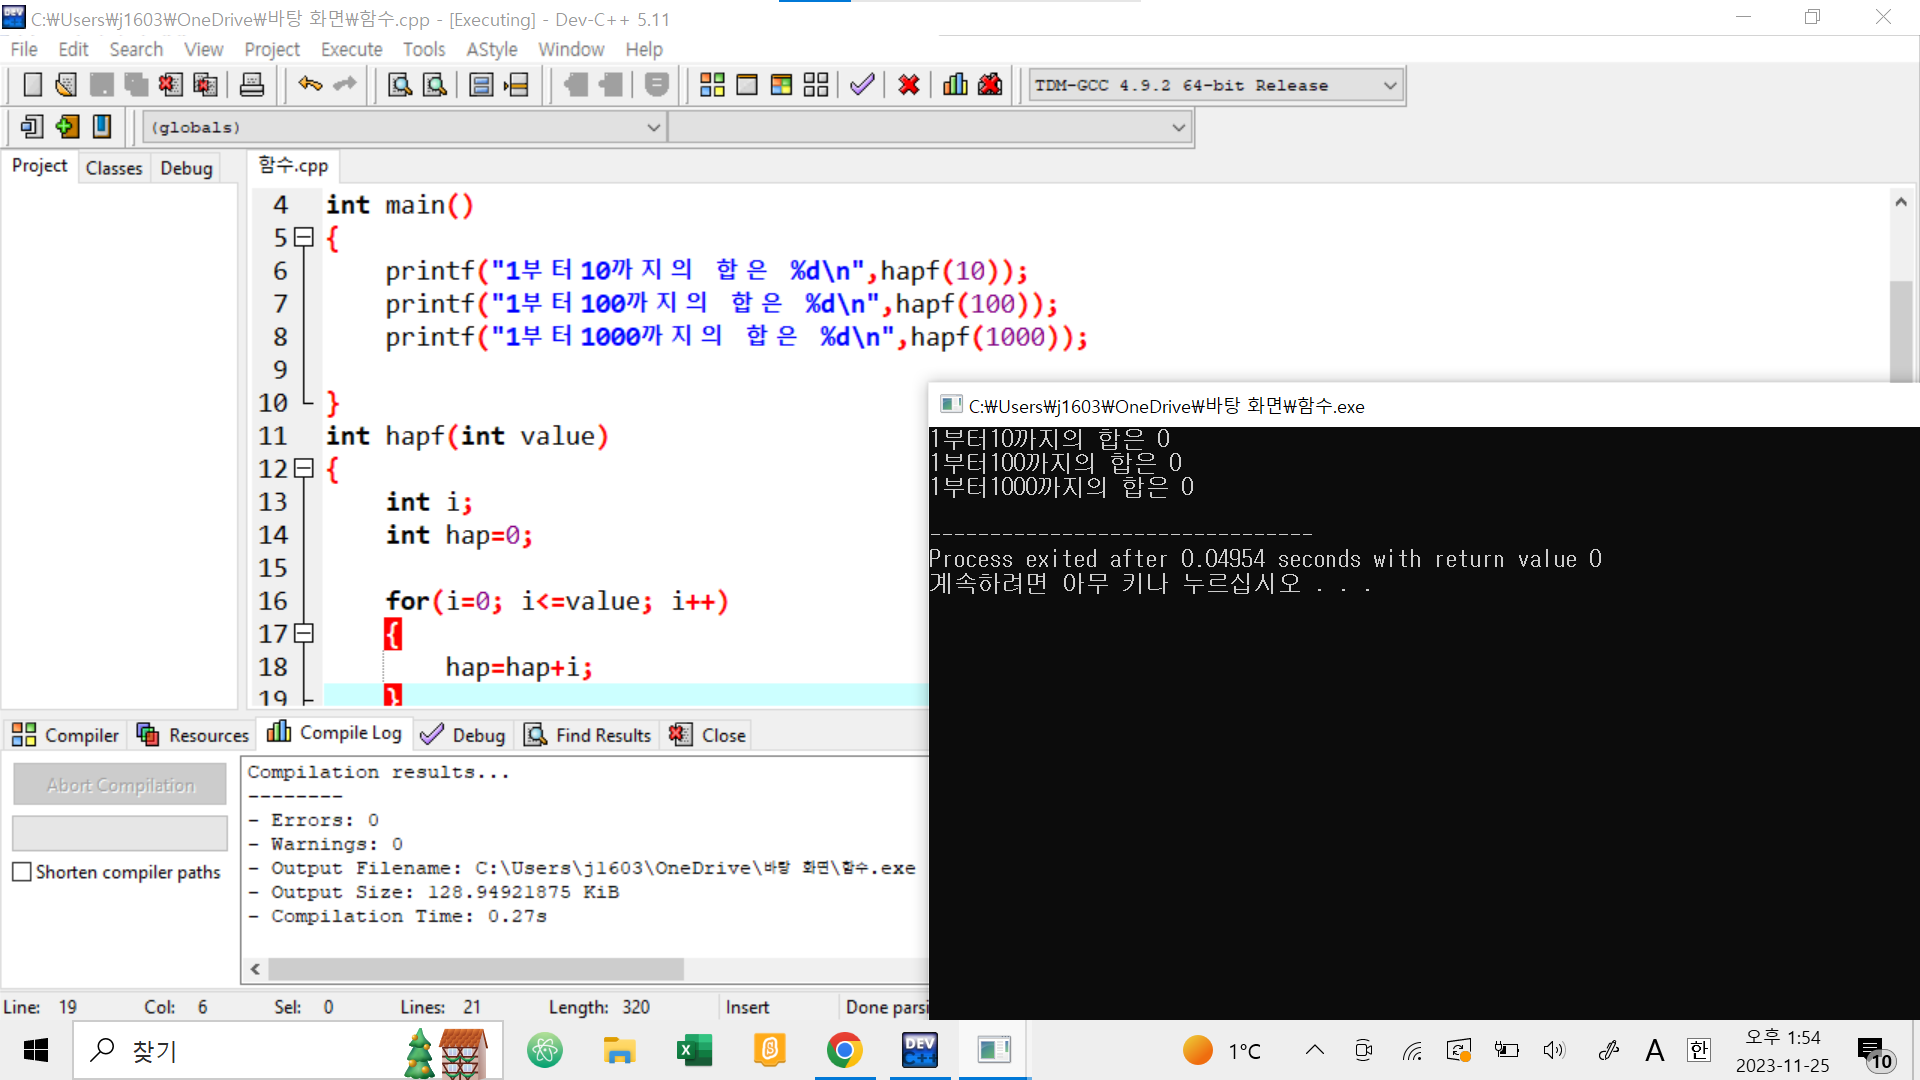 C:₩Users₩j1603₩OneDrive₩바탕 화면₩함수.cpp - [Executing] - Dev-C++ 5.11
File Edit Search View Project Execute Tools AStyle Window Help
TDM-GCC 4.9.2 64-bit Release
(globals)
Project Classes Debug
함수.cpp
4 int main()
5 {
6 printf("1부터10까지의 합은 %d\n",hapf(10));
7 printf("1부터100까지의 합은 %d\n",hapf(100));
8 printf("1부터1000까지의 합은 %d\n",hapf(1000));
9
10 }
11 int hapf(int value)
12 {
13 int i;
14 int hap=0;
15
16 for(i=0; i<=value; i++)
17 {
18 hap=hap+i;
19 }
C:₩Users₩j1603₩OneDrive₩바탕 화면₩함수.exe
1부터10까지의 합은 0
1부터100까지의 합은 0
1부터1000까지의 합은 0
--------------------------------
Process exited after 0.04954 seconds with return value 0
계속하려면 아무 키나 누르십시오 . . .
Compiler Resources Compile Log Debug Find Results Close
Abort Compilation
Shorten compiler paths
Compilation results...
--------
- Errors: 0
- Warnings: 0
- Output Filename: C:\Users\j1603\OneDrive\바탕 화면\함수.exe
- Output Size: 128.94921875 KiB
- Compilation Time: 0.27s
Line: 19 Col: 6 Sel: 0 Lines: 21 Length: 320 Insert Done parsi
찾기
DEV C++
1°C
A
한
오후 1:54
2023-11-25
10